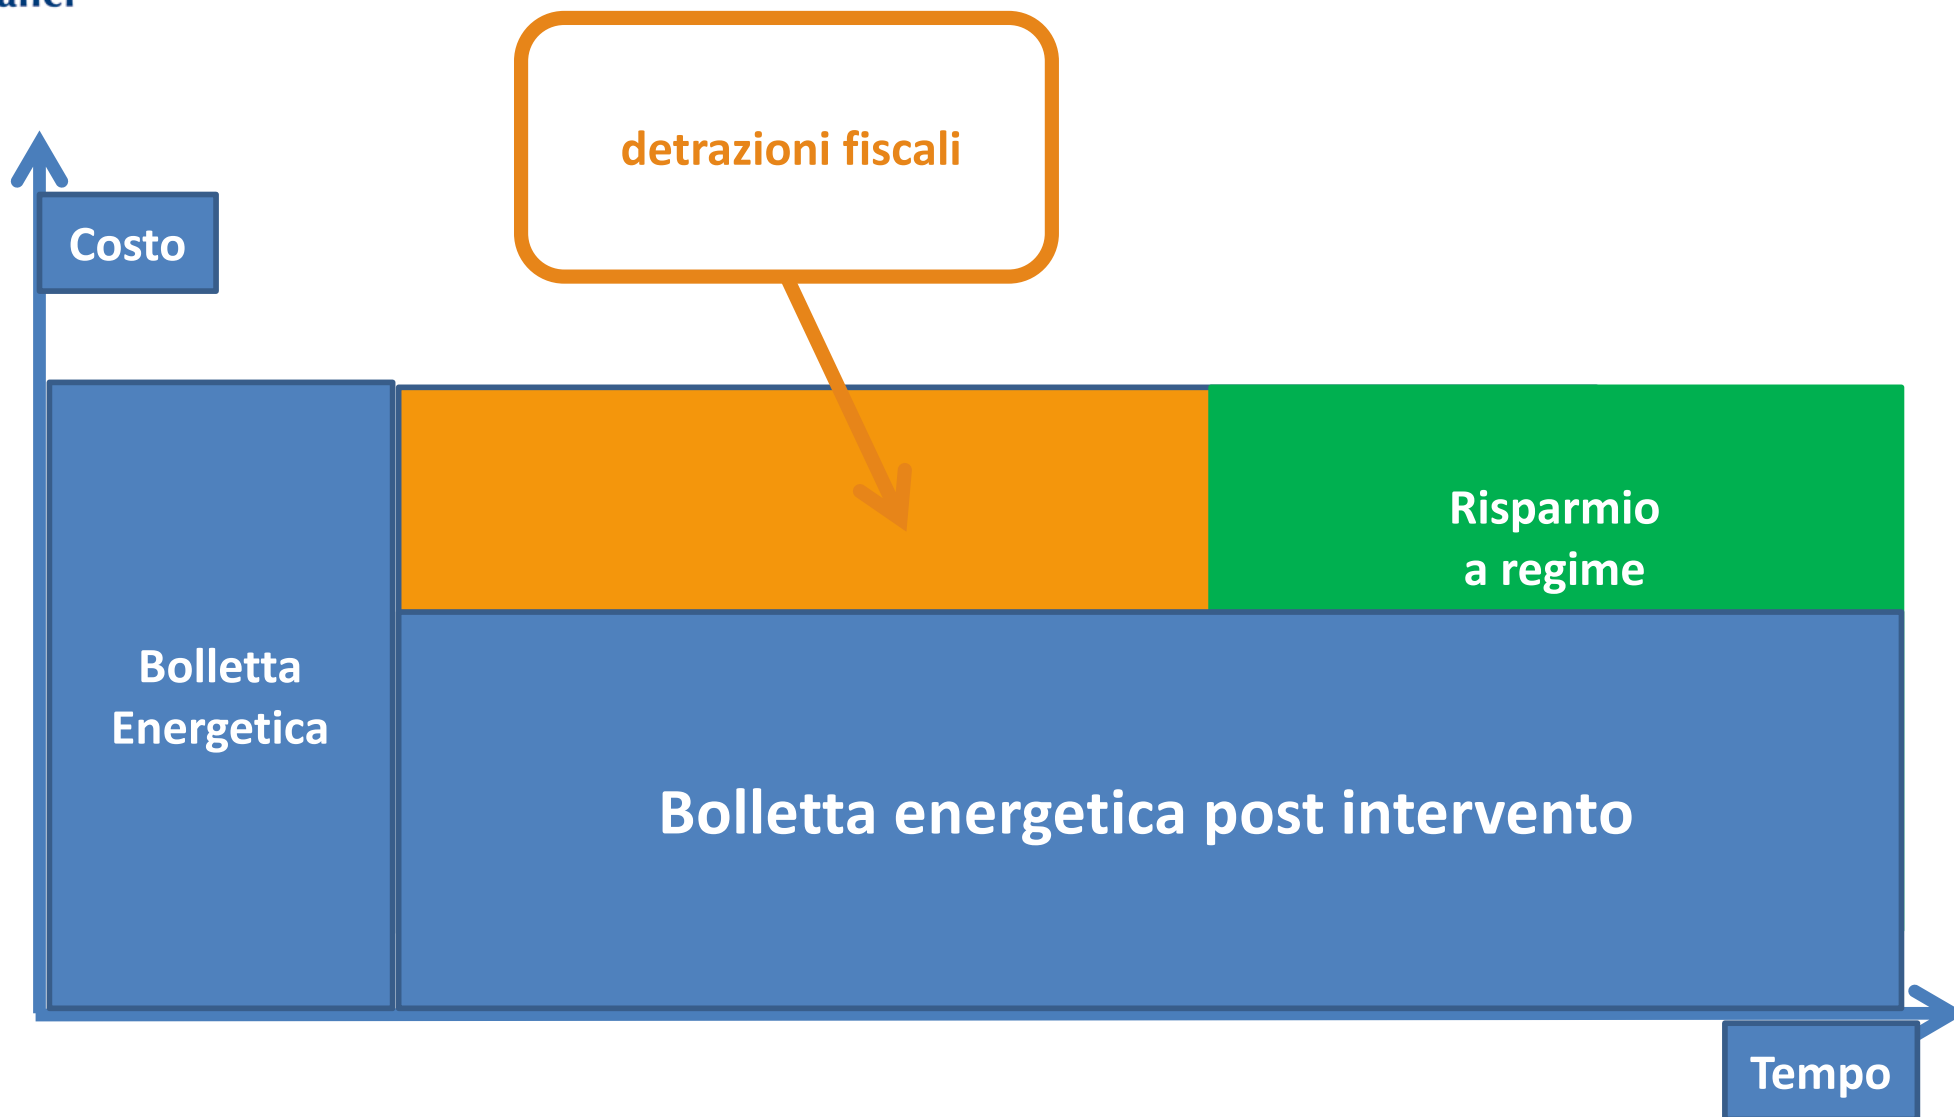 detrazioni fiscali
Costo
Risparmio
a regime
Bolletta
Energetica
Bolletta energetica post intervento
Tempo